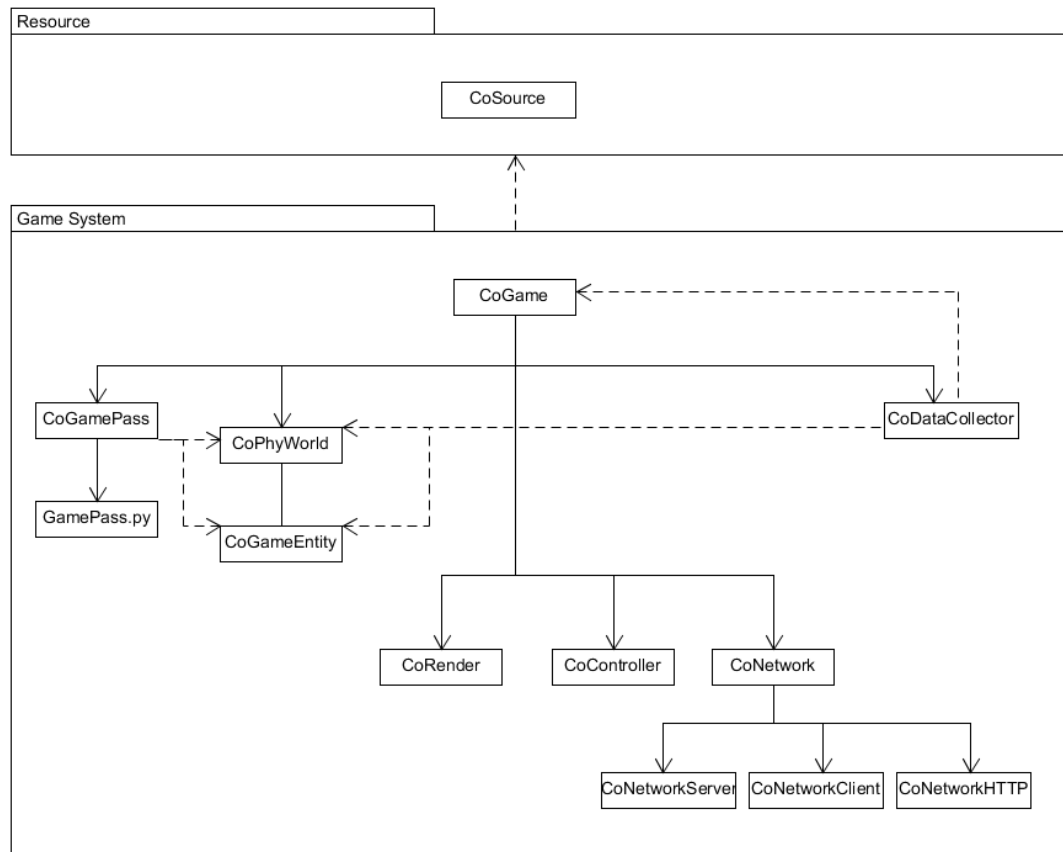 Resource
CoSource
Game System
CoGame
CoGamePass
CoPhyWorld
CoDataCollector
GamePass.py
CoGameEntity
CoRender
CoController
CoNetwork
CoNetworkServer
CoNetworkClient
CoNetworkHTTP